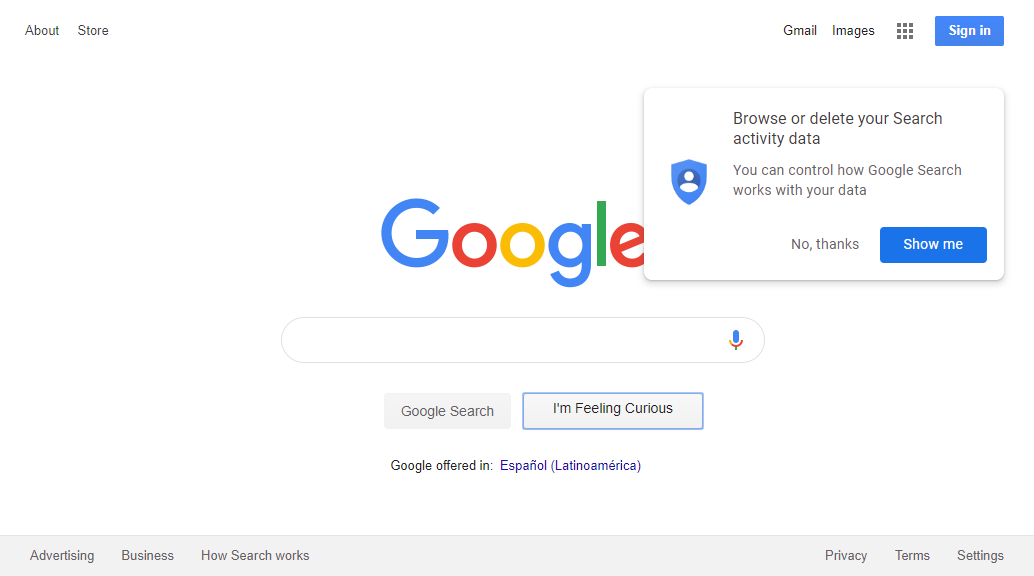 About Store Gmail Images Sign in
Browse or delete your Search
activity data
You can control how Google Search
works with your data
No, thanks Show me
Google
Google Search I'm Feeling Curious
Google offered in: Español (Latinoamérica)
Advertising Business How Search works Privacy Terms Settings